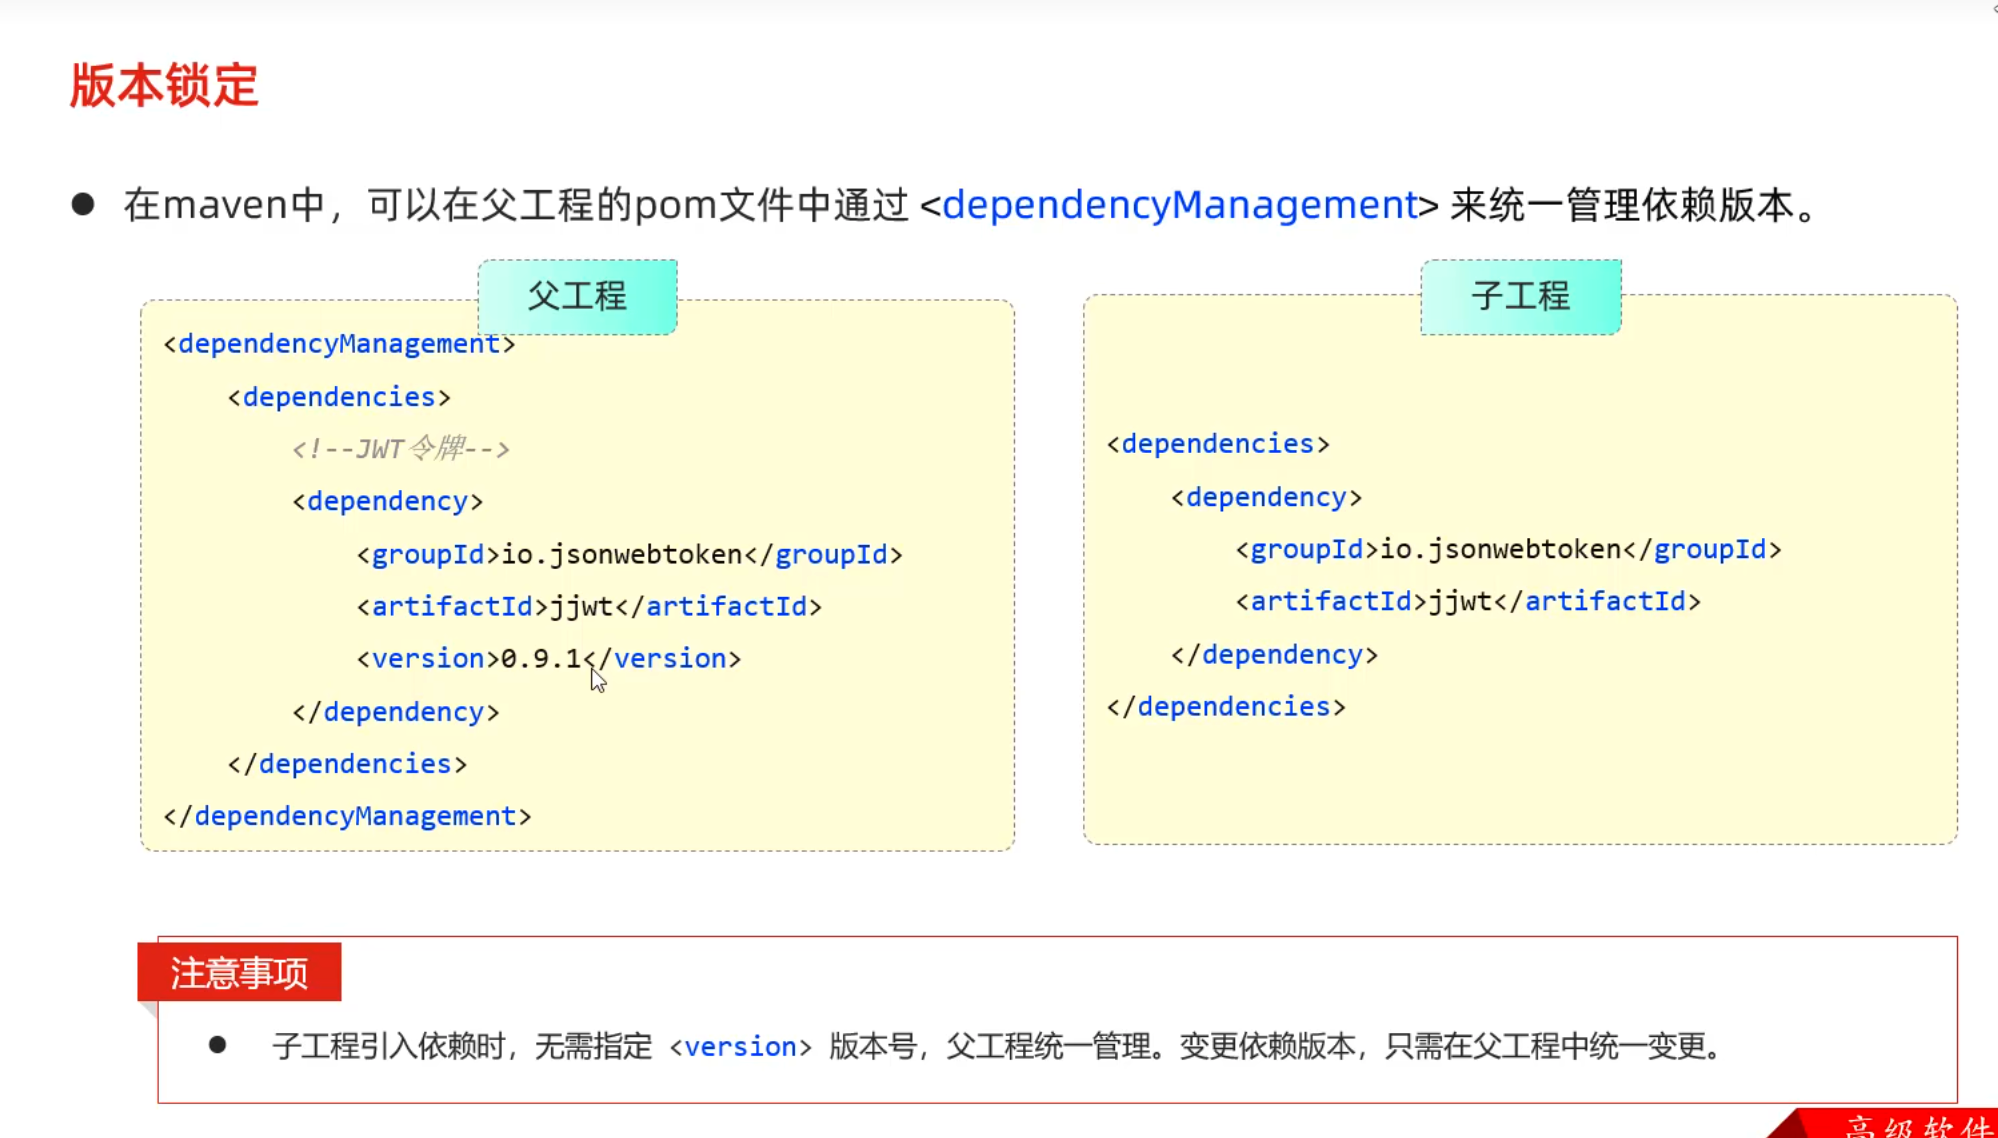 版本锁定
在maven中，可以在父工程的pom文件中通过 <dependencyManagement> 来统一管理依赖版本。
父工程
<dependencyManagement>
<dependencies>
<!--JWT令牌-->
<dependency>
<groupId>io.jsonwebtoken</groupId>
<artifactId>jjwt</artifactId>
<version>0.9.1</version>
</dependency>
</dependencies>
</dependencyManagement>
子工程
<dependencies>
<dependency>
<groupId>io.jsonwebtoken</groupId>
<artifactId>jjwt</artifactId>
</dependency>
</dependencies>
注意事项
子工程引入依赖时，无需指定 <version> 版本号，父工程统一管理。变更依赖版本，只需在父工程中统一变更。
高级软件